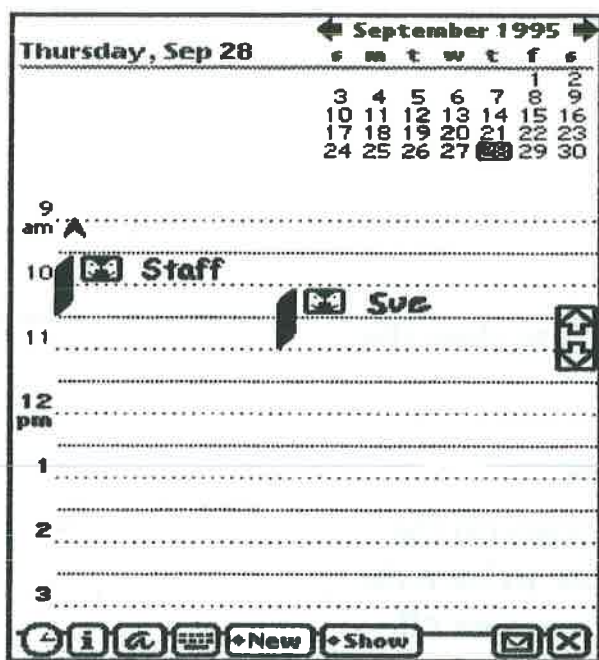 September 1995
Thursday, Sep 28
s m t w t f s
1 2
3 4 5 6 7 8 9
10 11 12 13 14 15 16
17 18 19 20 21 22 23
24 25 26 27 28 29 30
9
am
10 Staff
Sue
11
12
pm
1
2
3
i a New Show